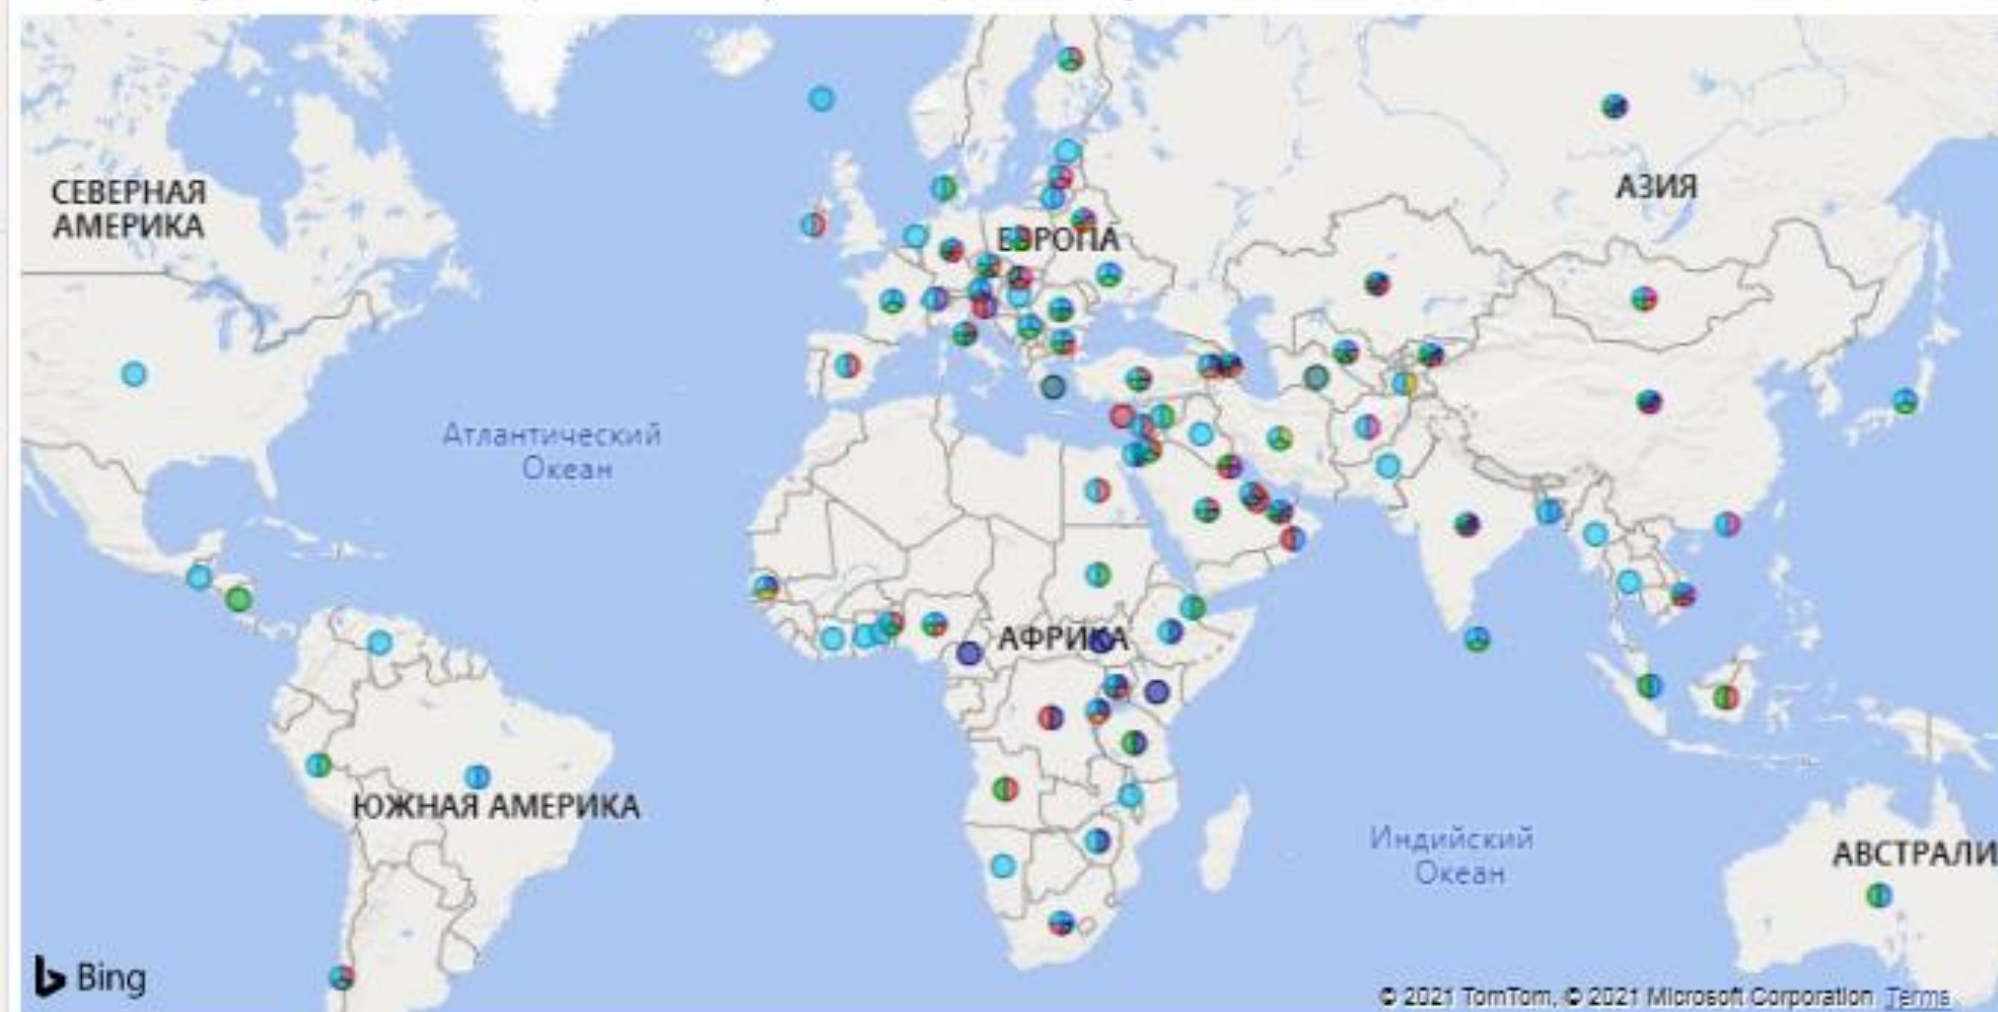 СЕВЕРНАЯ
АМЕРИКА
ЕВРОПА
АЗИЯ
Атлантический
Океан
АФРИКА
ЮЖНАЯ АМЕРИКА
Индийский
Океан
АВСТРАЛИ
Bing
© 2021 TomTom, © 2021 Microsoft Corporation Terms